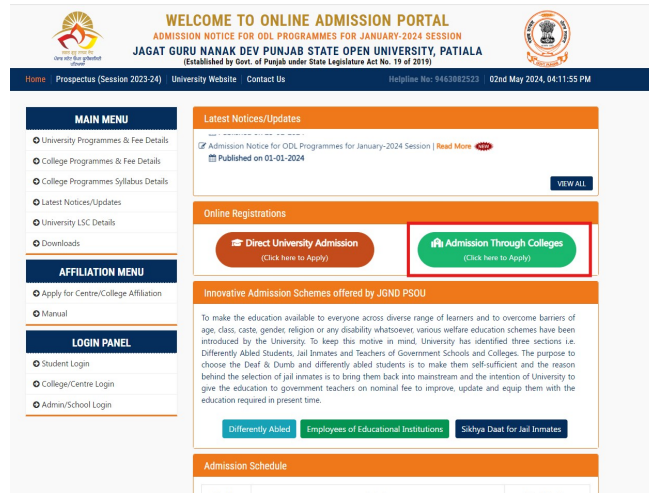 WELCOME TO ONLINE ADMISSION PORTAL
ADMISSION NOTICE FOR ODL PROGRAMMES FOR JANUARY-2024 SESSION
JAGAT GURU NANAK DEV PUNJAB STATE OPEN UNIVERSITY, PATIALA
(Established by Govt. of Punjab under State Legislature Act No. 19 of 2019)
Home Prospectus (Session 2023-24) University Website Contact Us Helpline No: 9463082523 02nd May 2024, 04:11:55 PM
MAIN MENU
University Programmes & Fee Details
College Programmes & Fee Details
College Programmes Syllabus Details
Latest Notices/Updates
University LSC Details
Downloads
AFFILIATION MENU
Apply for Centre/College Affiliation
Manual
LOGIN PANEL
Student Login
College/Centre Login
Admin/School Login
Latest Notices/Updates
Admission Notice for ODL Programmes for January-2024 Session | Read More NEW
Published on 01-01-2024
VIEW ALL
Online Registrations
Direct University Admission
(Click here to Apply)
Admission Through Colleges
(Click here to Apply)
Innovative Admission Schemes offered by JGND PSOU
To make the education available to everyone across diverse range of learners and to overcome barriers of
age, class, caste, gender, religion or any disability whatsoever, various welfare education schemes have been
introduced by the University. To keep this motive in mind, University has identified three sections i.e.
Differently Abled Students, Jail Inmates and Teachers of Government Schools and Colleges. The purpose to
choose the Deaf & Dumb and differently abled students is to make them self-sufficient and the reason
behind the selection of jail inmates is to bring them back into mainstream and the intention of University to
give the education to government teachers on nominal fee to improve, update and equip them with the
education required in present time.
Differently Abled
Employees of Educational Institutions
Sikhya Daat for Jail Inmates
Admission Schedule